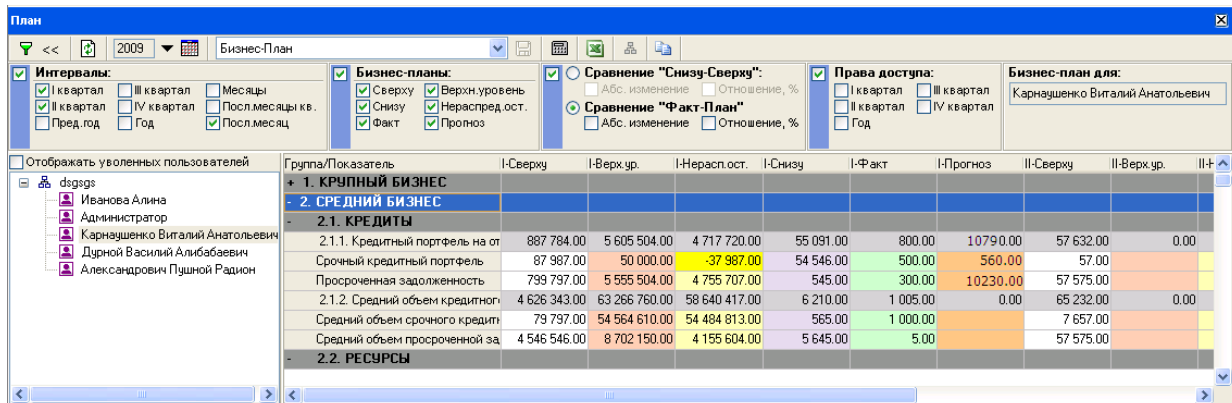 План
<< 2009 Бизнес-План
Интервалы: Бизнес-планы: Сравнение "Снизу-Сверху": Права доступа: Бизнес-план для:
I квартал III квартал Месяцы Сверху Верхн.уровень Абс. изменение Отношение, % I квартал III квартал Карнаушенко Виталий Анатольевич
II квартал IV квартал Посл.месяцы кв. Снизу Нераспред.ост. Сравнение "Факт-План" II квартал IV квартал
Пред.год Год Посл.месяц Факт Прогноз Абс. изменение Отношение, % Год
Отображать уволенных пользователей
dsgsgs
Иванова Алина
Администратор
Карнаушенко Виталий Анатольевич
Дурной Василий Алибабаевич
Александрович Пушной Радион
Группа/Показатель I-Сверху I-Верх.ур. I-Нерасп.ост. I-Снизу I-Факт I-Прогноз II-Сверху II-Верх.ур. II-Н
+ 1. КРУПНЫЙ БИЗНЕС
- 2. СРЕДНИЙ БИЗНЕС
- 2.1. КРЕДИТЫ
2.1.1. Кредитный портфель на от 887 784.00 5 605 504.00 4 717 720.00 55 091.00 800.00 10790.00 57 632.00 0.00
Срочный кредитный портфель 87 987.00 50 000.00 -37 987.00 54 546.00 500.00 560.00 57.00
Просроченная задолженность 799 797.00 5 555 504.00 4 755 707.00 545.00 300.00 10230.00 57 575.00
2.1.2. Средний объем кредитног 4 626 343.00 63 266 760.00 58 640 417.00 6 210.00 1 005.00 0.00 65 232.00 0.00
Средний объем срочного кредитн 79 797.00 54 564 610.00 54 484 813.00 565.00 1 000.00 7 657.00
Средний объем просроченной за 4 546 546.00 8 702 150.00 4 155 604.00 5 645.00 5.00 57 575.00
- 2.2. РЕСУРСЫ